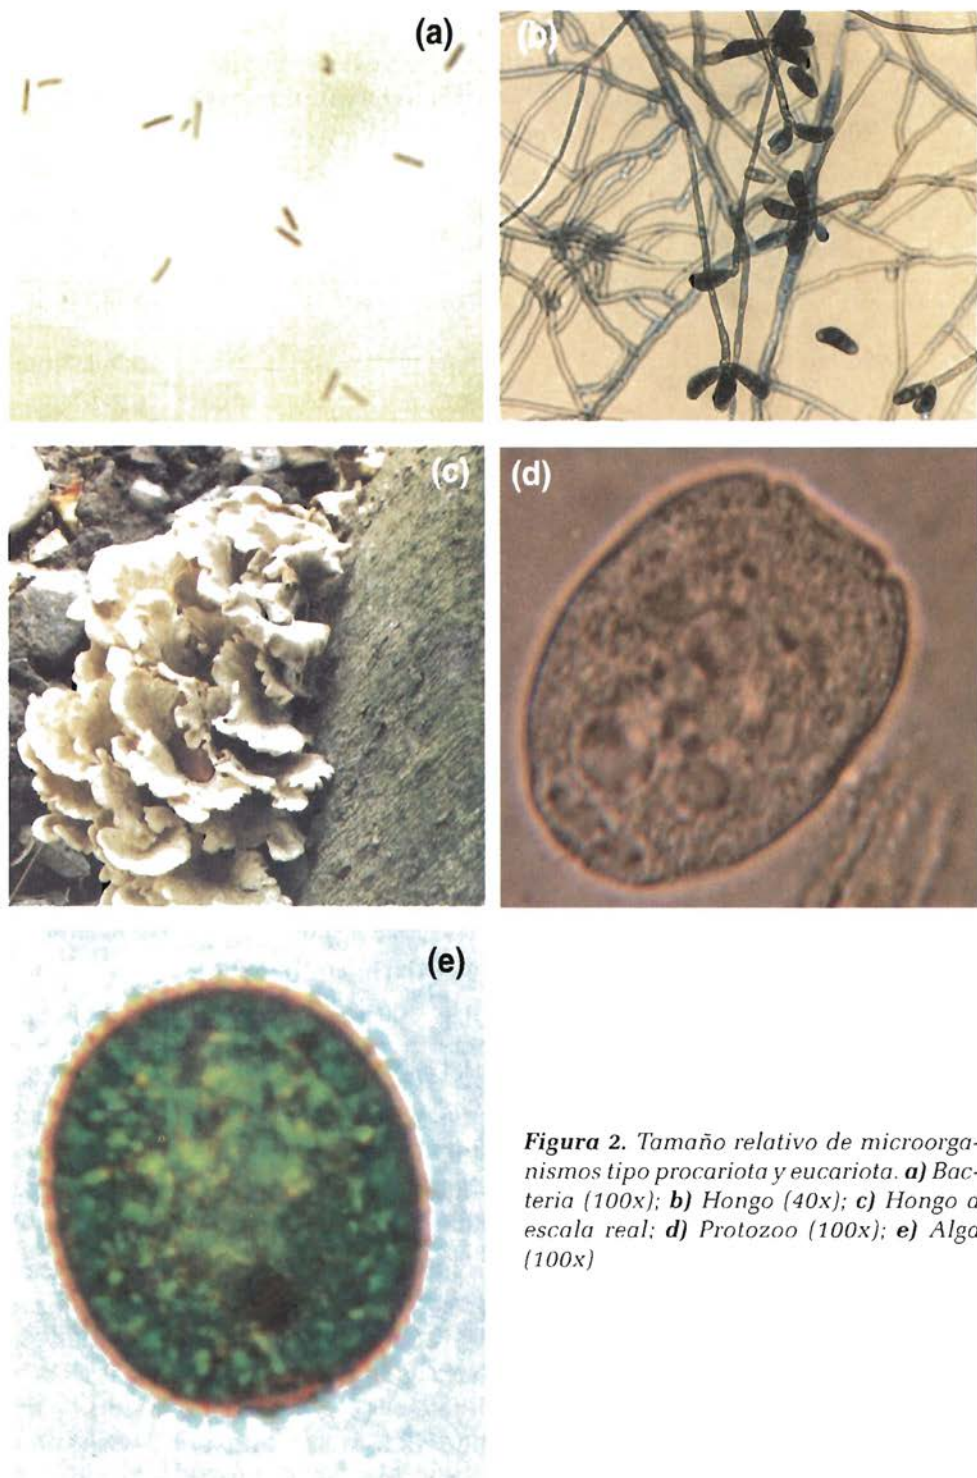 (a)
(b)
(c)
(d)
(e)
Figura 2. Tamaño relativo de microorga-
nismos tipo procariota y eucariota. a) Bac-
teria (100x); b) Hongo (40x); c) Hongo a
escala real; d) Protozoo (100x); e) Alga
(100x)